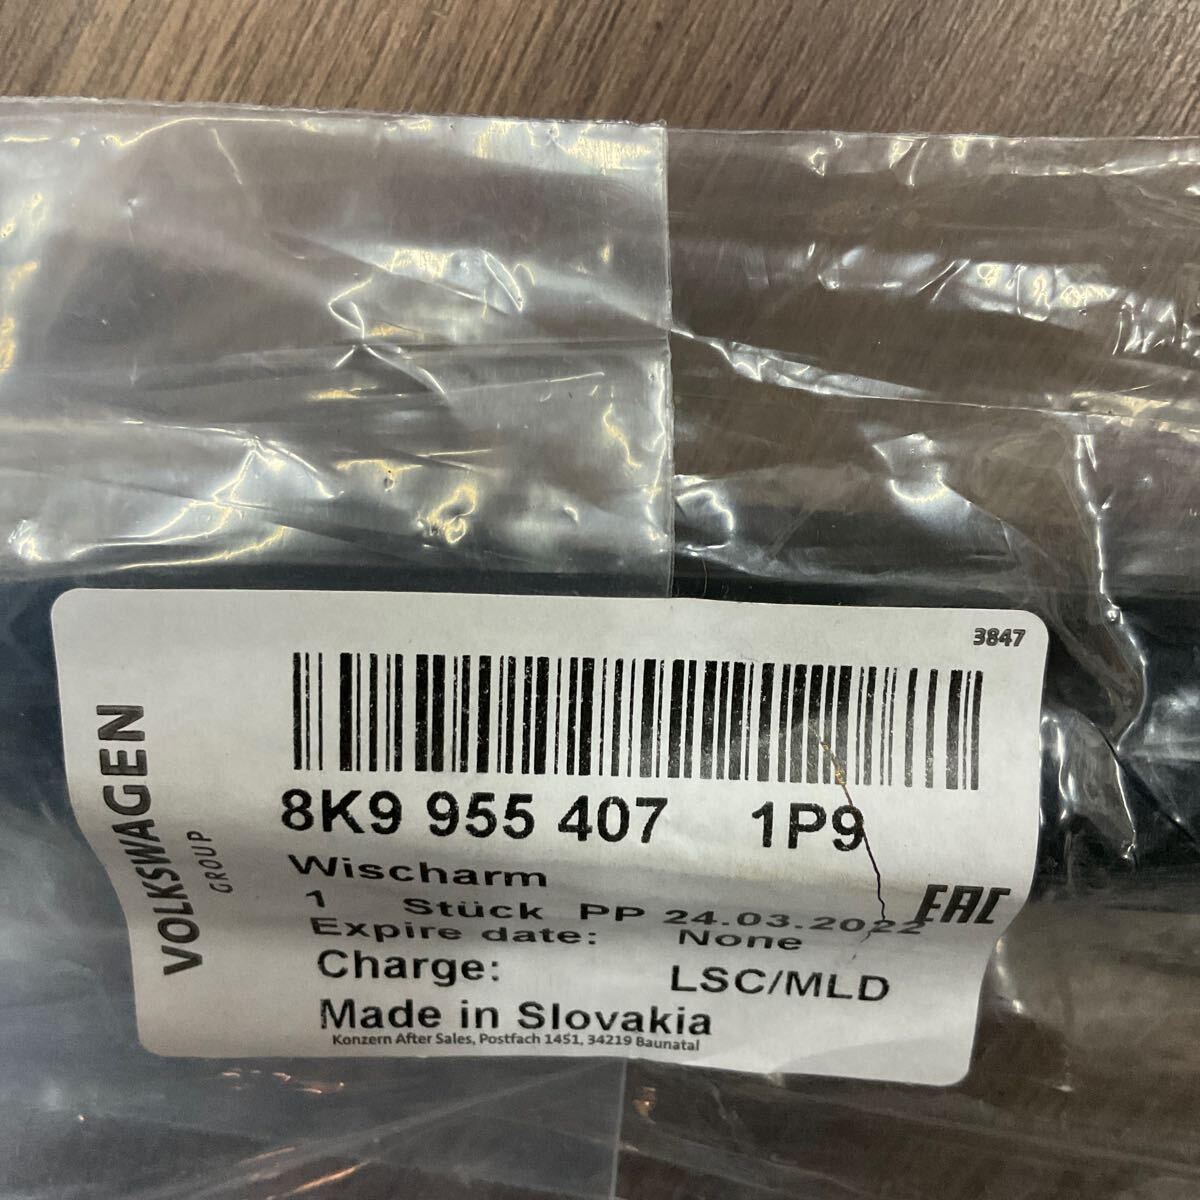 3847
VOLKSWAGEN
GROUP
8K9 955 407 1P9
Wischarm
1 Stück PP 24.03.2022
EAC
Expire date: None
Charge: LSC/MLD
Made in Slovakia
Konzern After Sales, Postfach 1451, 34219 Baunatal